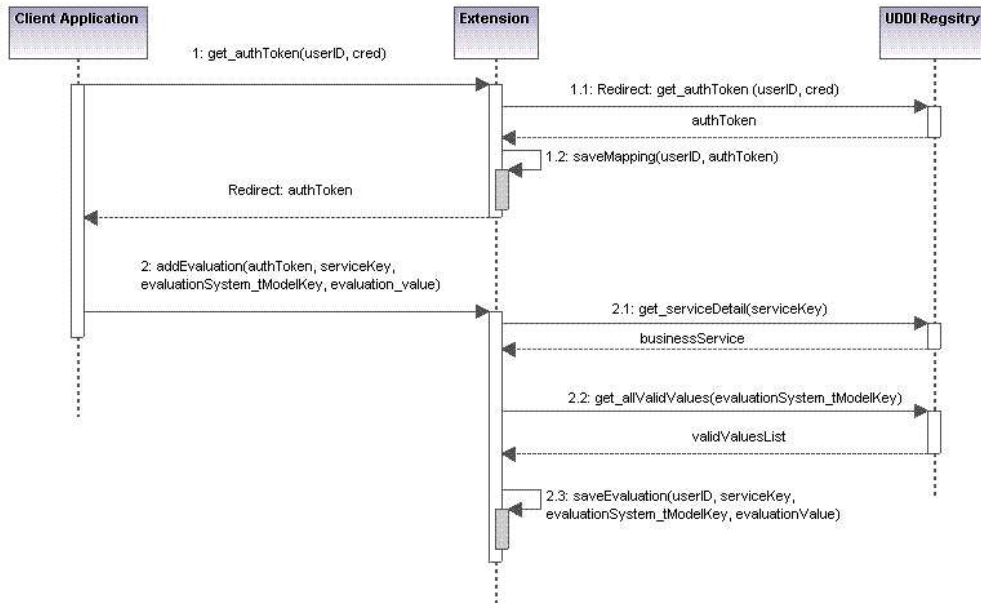 Client Application
Extension
UDDI Regsitry
1: get_authToken(userID, cred)
1.1: Redirect: get_authToken (userID, cred)
authToken
1.2: saveMapping(userID, authToken)
Redirect: authToken
2: addEvaluation(authToken, serviceKey,
evaluationSystem_tModelKey, evaluation_value)
2.1: get_serviceDetail(serviceKey)
businessService
2.2: get_allValidValues(evaluationSystem_tModelKey)
validValuesList
2.3: saveEvaluation(userID, serviceKey,
evaluationSystem_tModelKey, evaluationValue)